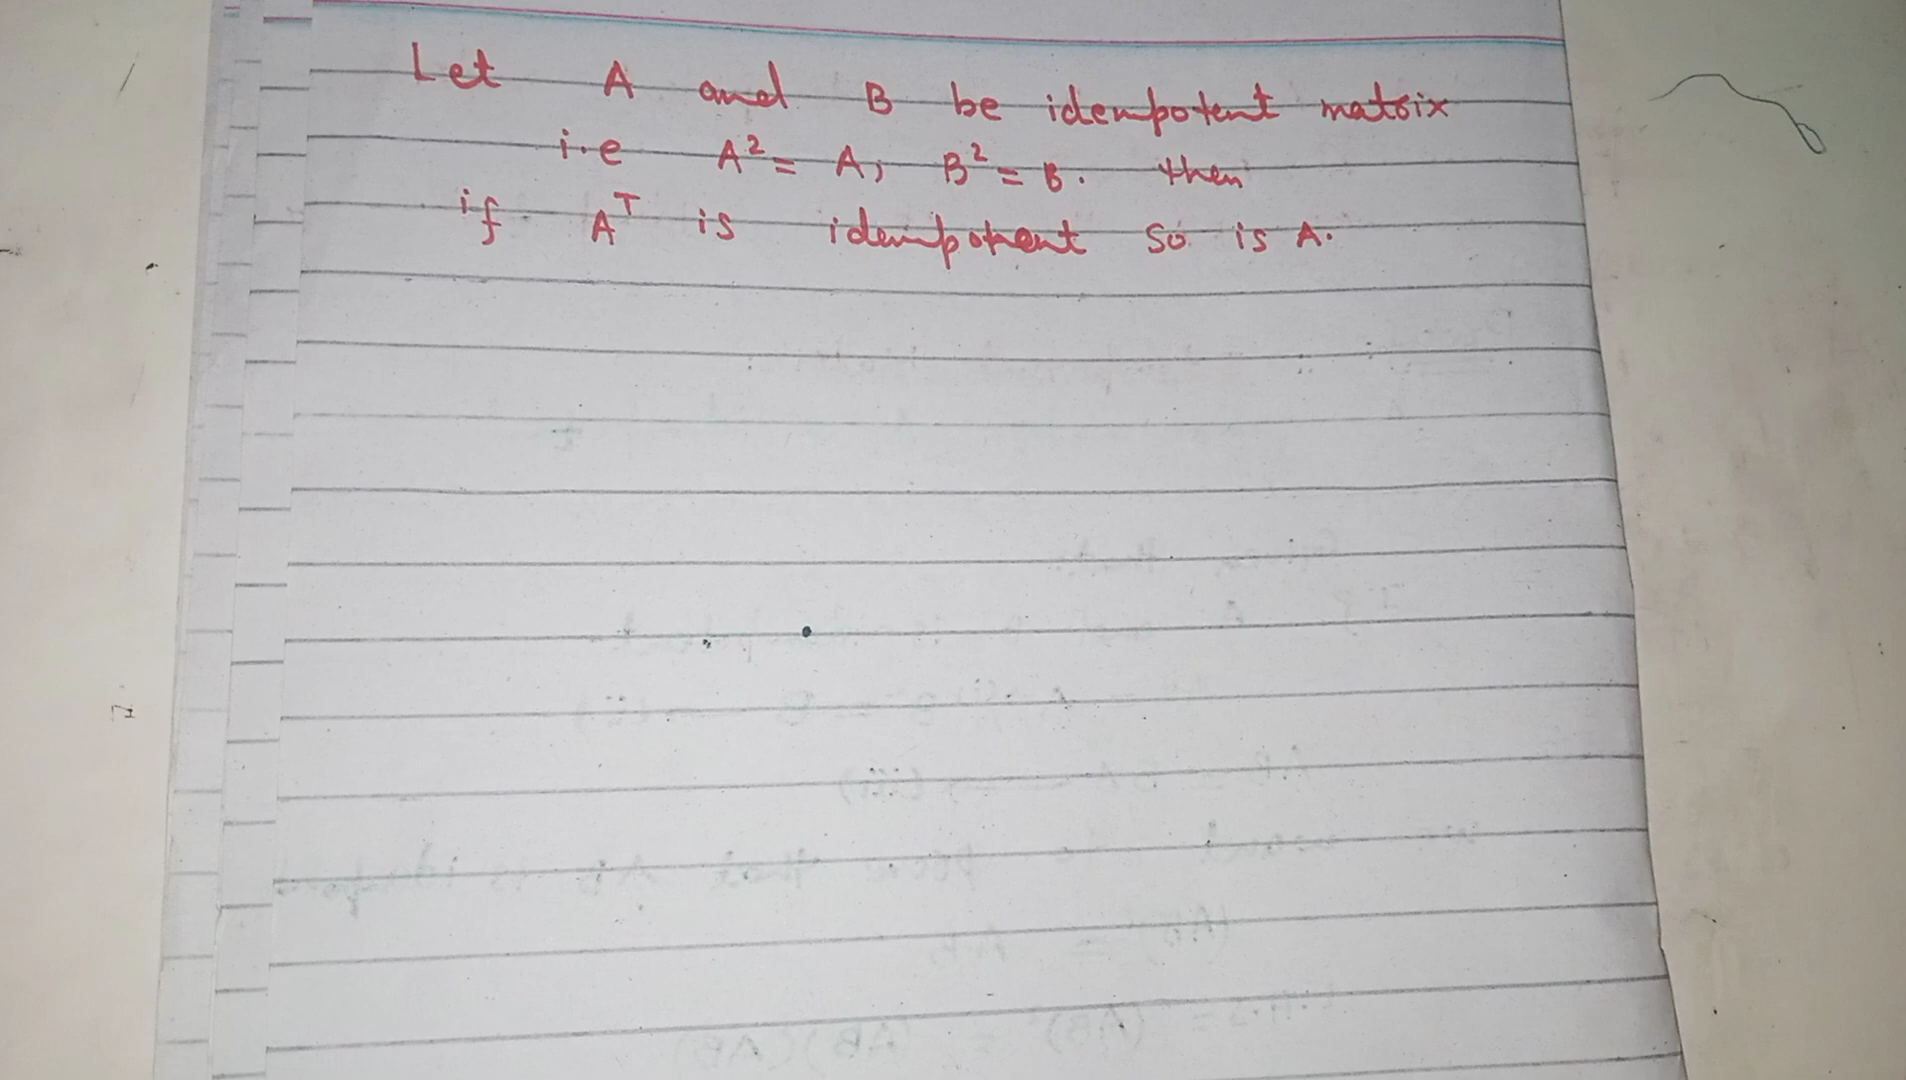 Let A and B be idempotent matrix
i.e A² = A, B² = B. then
if Aᵀ is idempotent so is A.